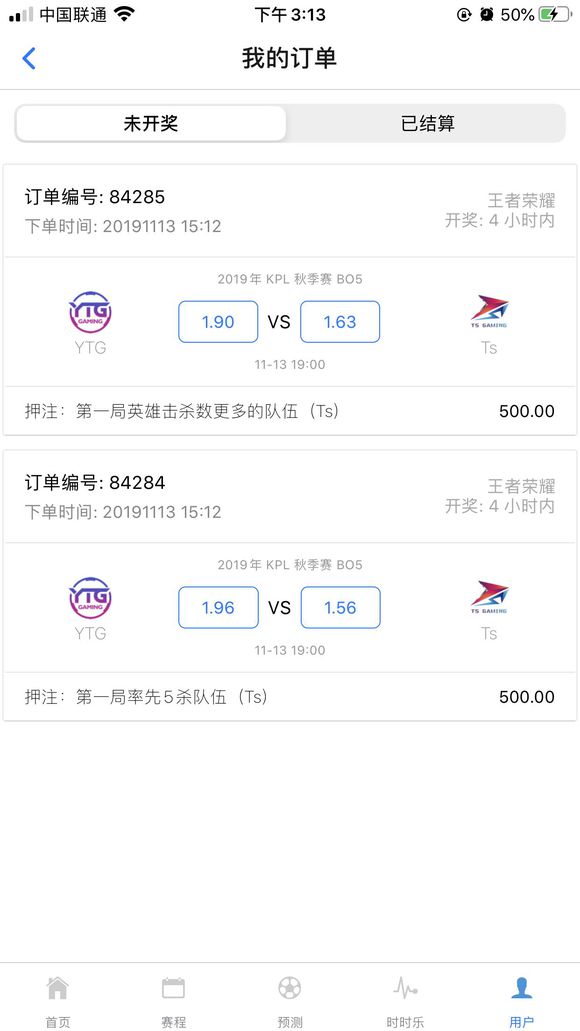 中国联通 下午 3:13 50%
我的订单
未开奖 已结算
订单编号: 84285
王者荣耀
下单时间: 20191113 15:12
开奖: 4 小时内
2019年 KPL 秋季赛 BO5
YTG
GAMING
1.90 VS 1.63
TS GAMING
YTG
Ts
11-13 19:00
押注：第一局英雄击杀数更多的队伍（Ts） 500.00
订单编号: 84284
王者荣耀
下单时间: 20191113 15:12
开奖: 4 小时内
2019年 KPL 秋季赛 BO5
YTG
GAMING
1.96 VS 1.56
TS GAMING
YTG
Ts
11-13 19:00
押注：第一局率先5杀队伍（Ts） 500.00
首页 赛程 预测 时时乐 用户